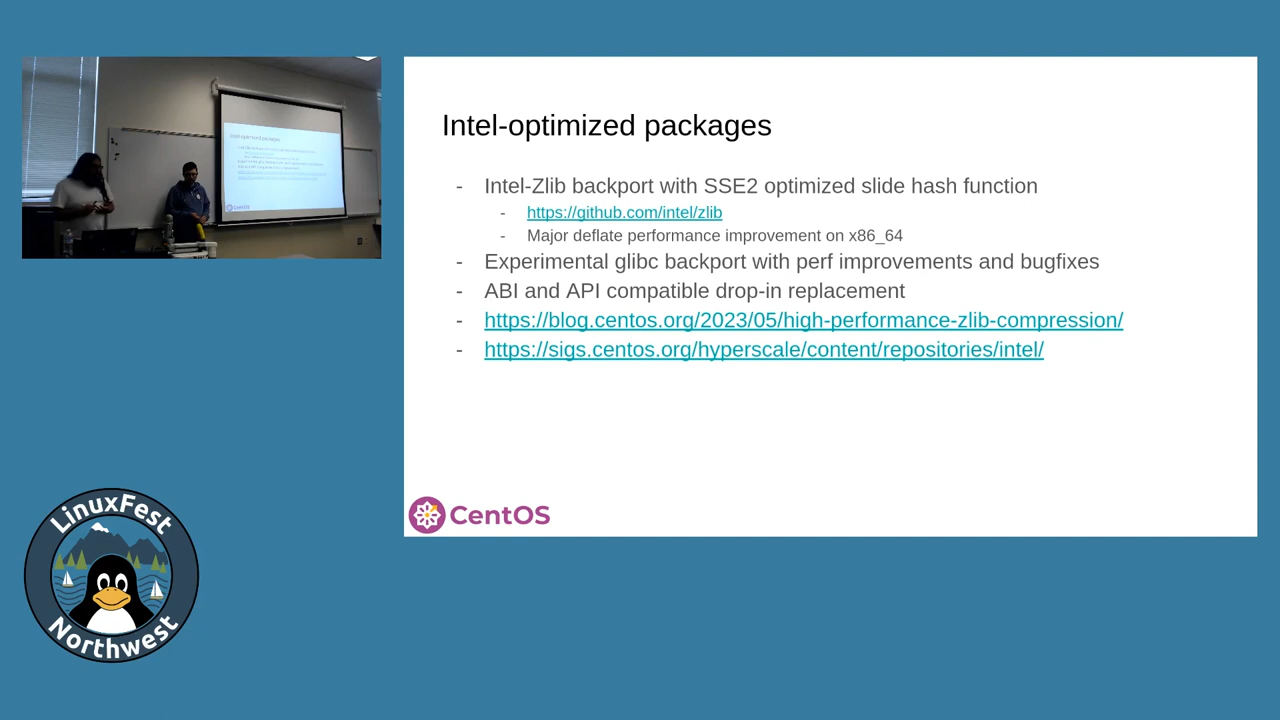 Intel-optimized packages
- Intel-Zlib backport with SSE2 optimized slide hash function
- https://github.com/intel/zlib
- Major deflate performance improvement on x86_64
- Experimental glibc backport with perf improvements and bugfixes
- ABI and API compatible drop-in replacement
- https://blog.centos.org/2023/05/high-performance-zlib-compression/
- https://sigs.centos.org/hyperscale/content/repositories/intel/
CentOS
LinuxFest
Northwest
CentOS